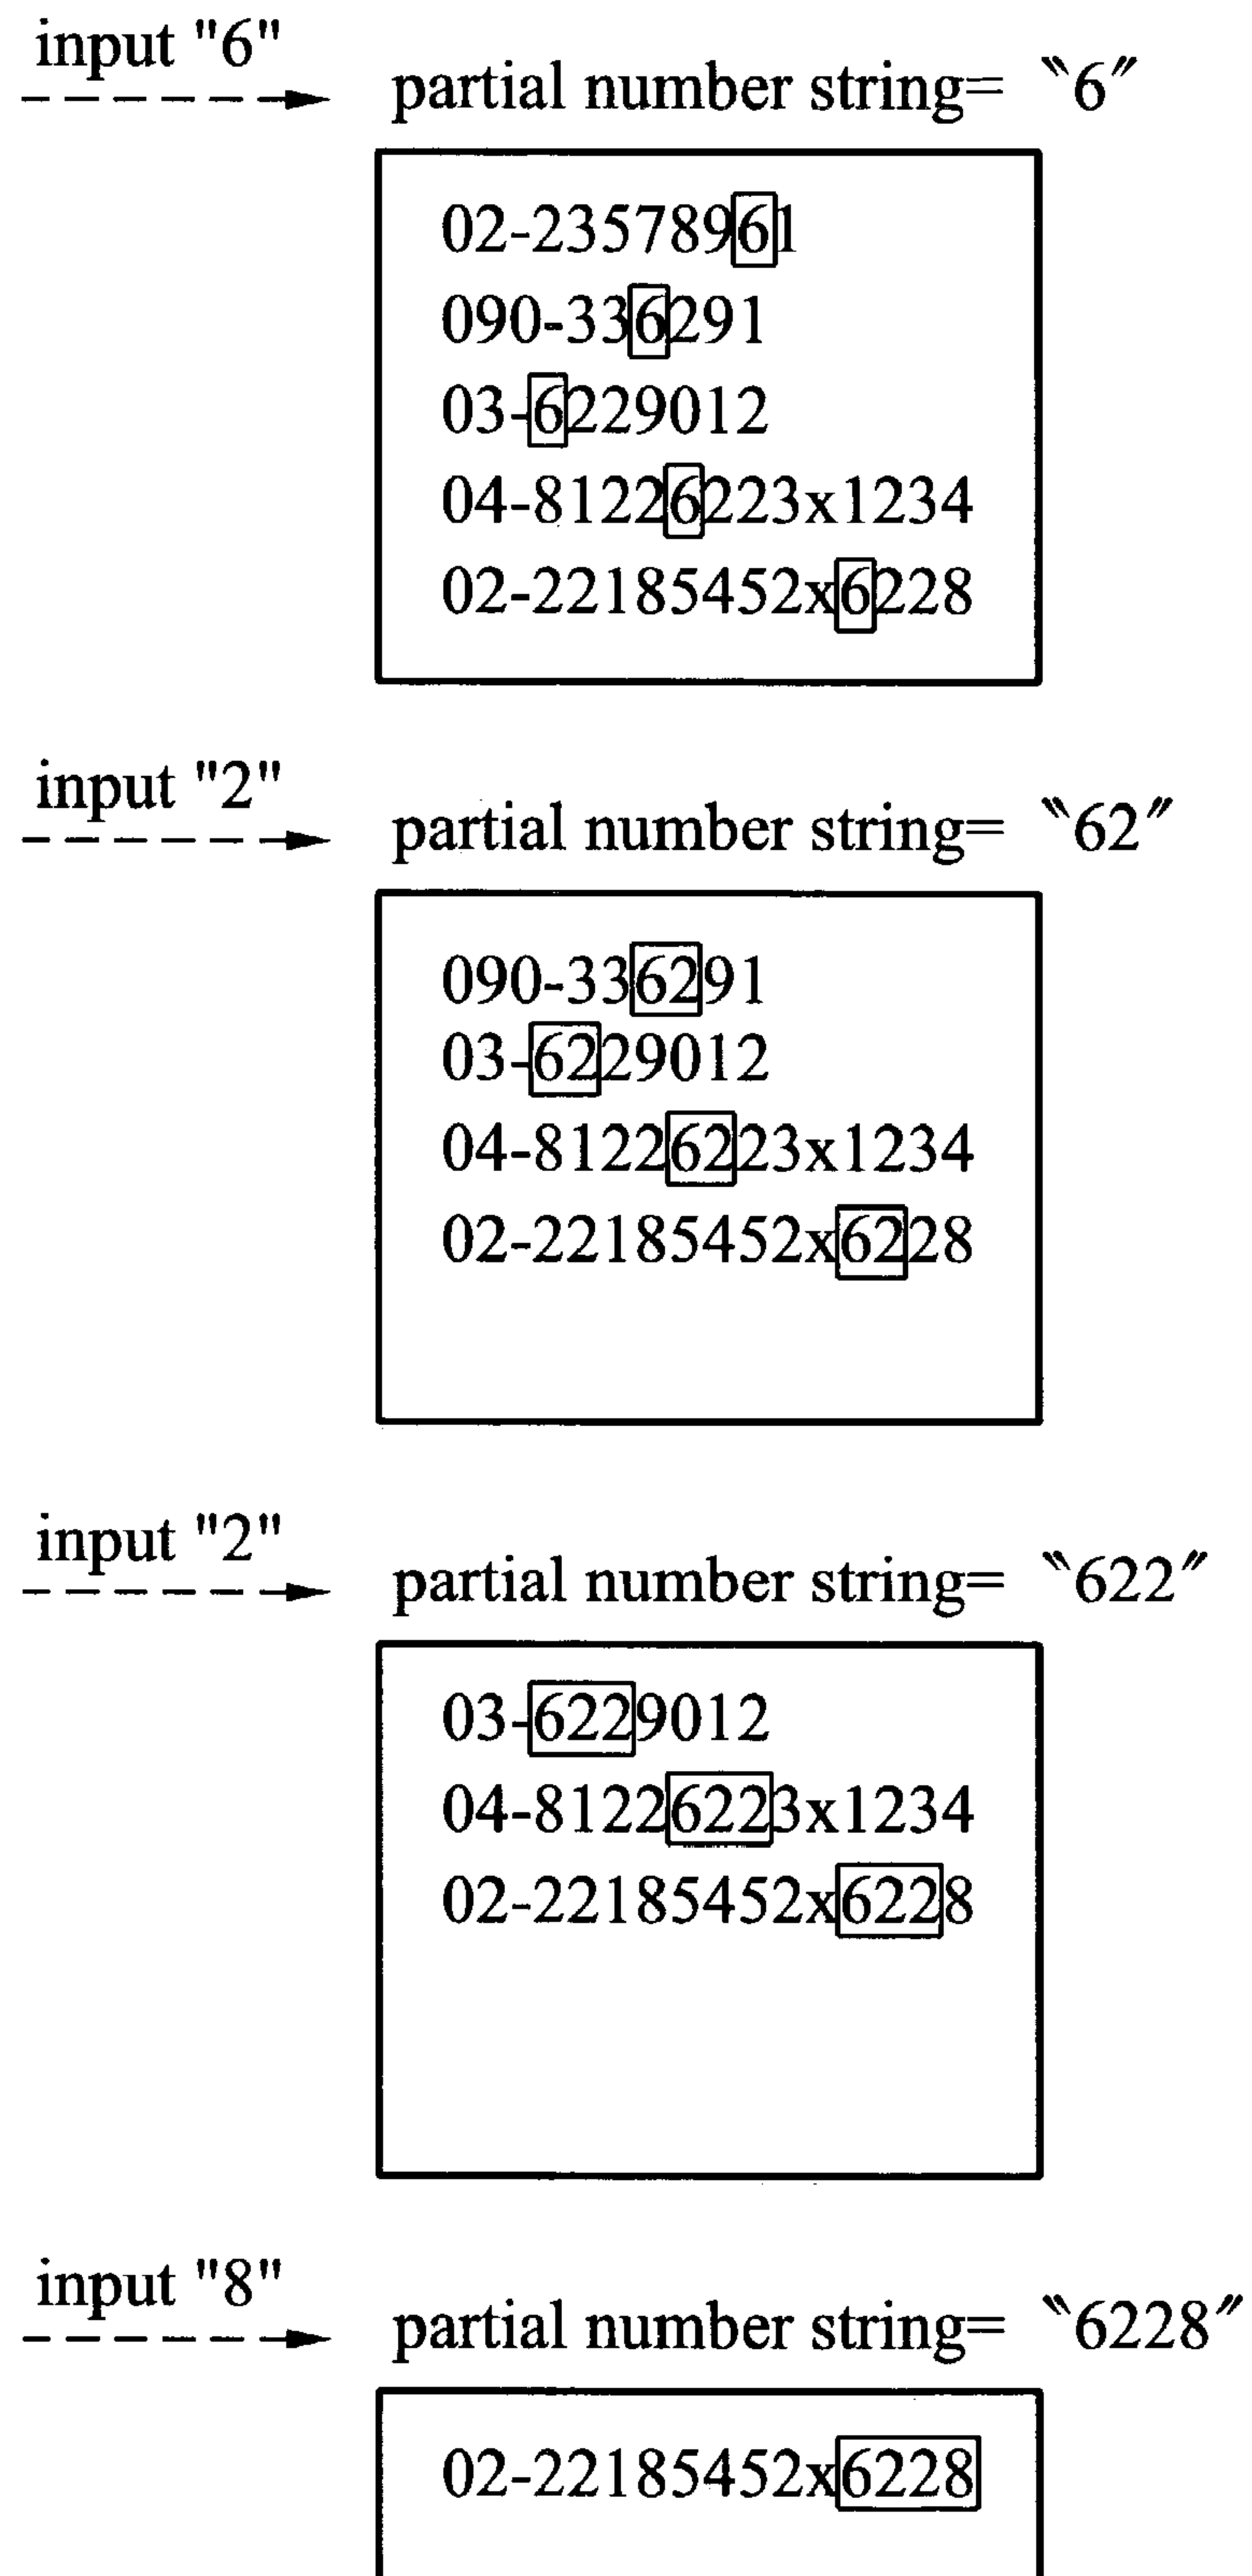 input "6"
partial number string= "6"
02-23578961
090-336291
03-6229012
04-81226223x1234
02-22185452x6228
input "2"
partial number string= "62"
090-336291
03-6229012
04-81226223x1234
02-22185452x6228
input "2"
partial number string= "622"
03-6229012
04-81226223x1234
02-22185452x6228
input "8"
partial number string= "6228"
02-22185452x6228